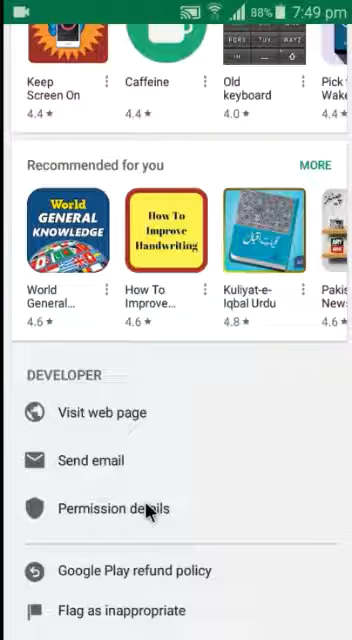 88% 7:49 pm
Keep Screen On
Caffeine
Old keyboard
Pick
Wake
4.4 ★
4.4 ★
4.0 ★
4.4
PQRS TUV WXYZ
Recommended for you
MORE
World
GENERAL
KNOWLEDGE
How To
Improve
Handwriting
World General...
How To Improve...
Kuliyat-e-Iqbal Urdu
Pakis
News
4.6 ★
4.6 ★
4.8 ★
4.6
DEVELOPER
Visit web page
Send email
Permission details
Google Play refund policy
Flag as inappropriate